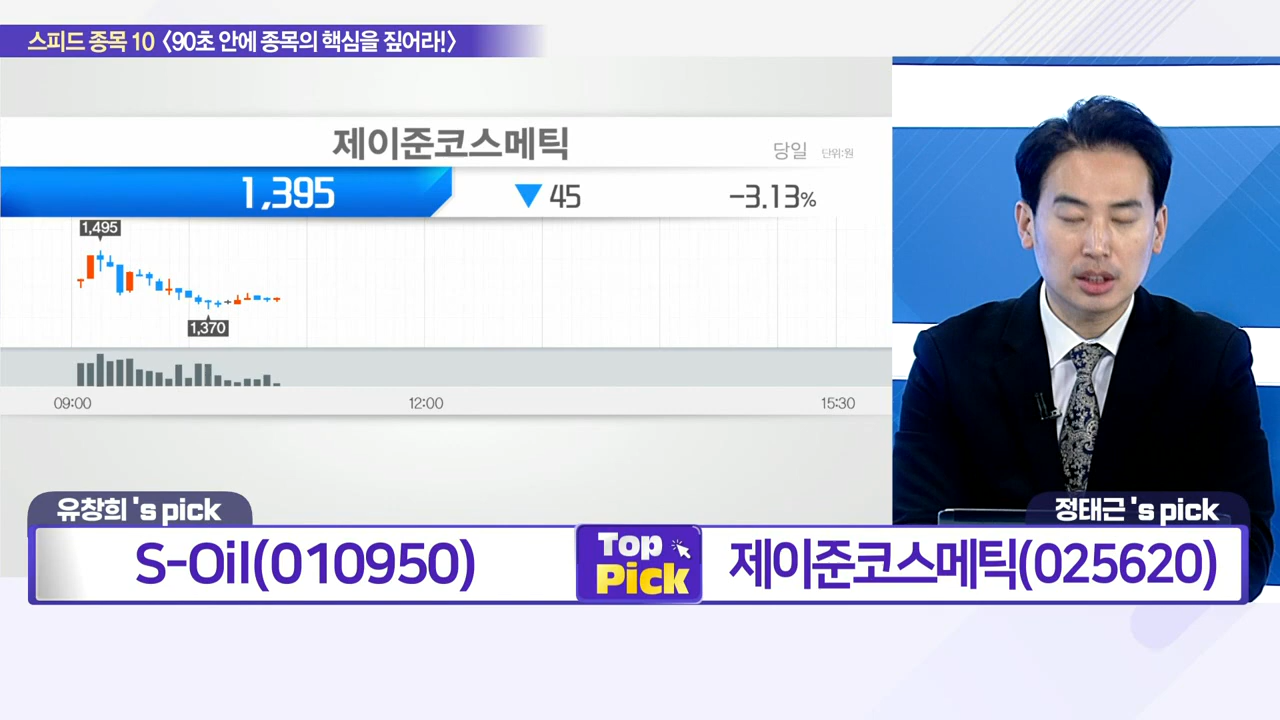 스피드 종목 10 <90초 안에 종목의 핵심을 짚어라!>
제이준코스메틱
당일 단위:원
1,395 ▼45 -3.13%
1,495
1,370
09:00 12:00 15:30
유창희 's pick
정태근 's pick
S-Oil(010950)
Top Pick
제이준코스메틱(025620)